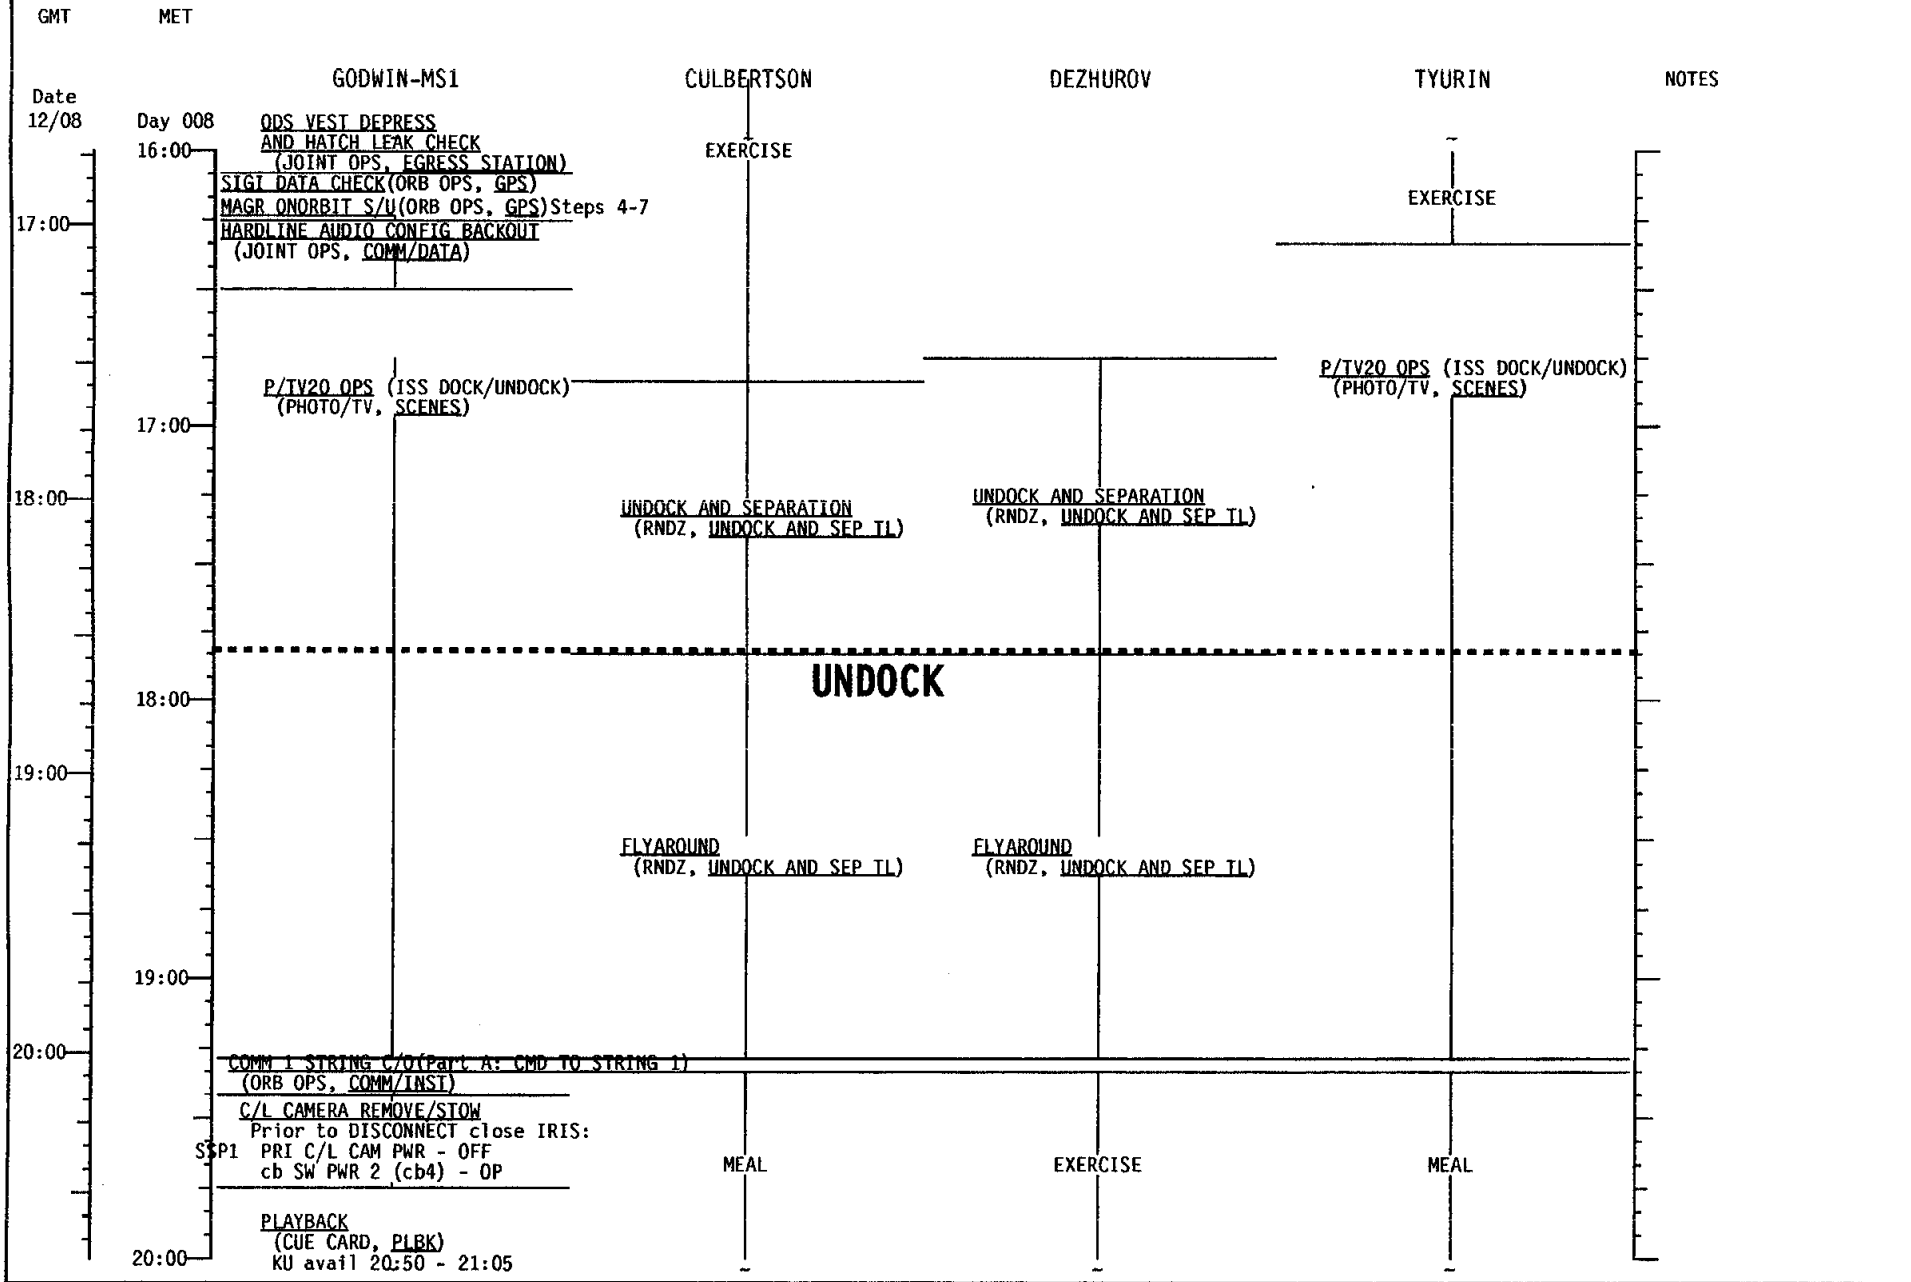 GMT MET
GODWIN-MS1 CULBERTSON DEZHUROV TYURIN NOTES
Date
12/08 Day 008
ODS VEST DEPRESS
AND HATCH LEAK CHECK
(JOINT OPS, EGRESS STATION)
16:00
EXERCISE
SIGI DATA CHECK(ORB OPS, GPS)
EXERCISE
MAGR ONORBIT S/U(ORB OPS, GPS)Steps 4-7
17:00
HARDLINE AUDIO CONFIG BACKOUT
(JOINT OPS, COMM/DATA)
P/TV20 OPS (ISS DOCK/UNDOCK)
(PHOTO/TV, SCENES)
P/TV20 OPS (ISS DOCK/UNDOCK)
(PHOTO/TV, SCENES)
17:00
18:00
UNDOCK AND SEPARATION
(RNDZ, UNDOCK AND SEP TL)
UNDOCK AND SEPARATION
(RNDZ, UNDOCK AND SEP TL)
UNDOCK
18:00
19:00
FLYAROUND
(RNDZ, UNDOCK AND SEP TL)
FLYAROUND
(RNDZ, UNDOCK AND SEP TL)
19:00
20:00
COMM 1 STRING C/O(Part A: CMD TO STRING 1)
(ORB OPS, COMM/INST)
C/L CAMERA REMOVE/STOW
Prior to DISCONNECT close IRIS:
SSP1 PRI C/L CAM PWR - OFF
cb SW PWR 2 (cb4) - OP
MEAL EXERCISE MEAL
PLAYBACK
(CUE CARD, PLBK)
20:00
KU avail 20:50 - 21:05